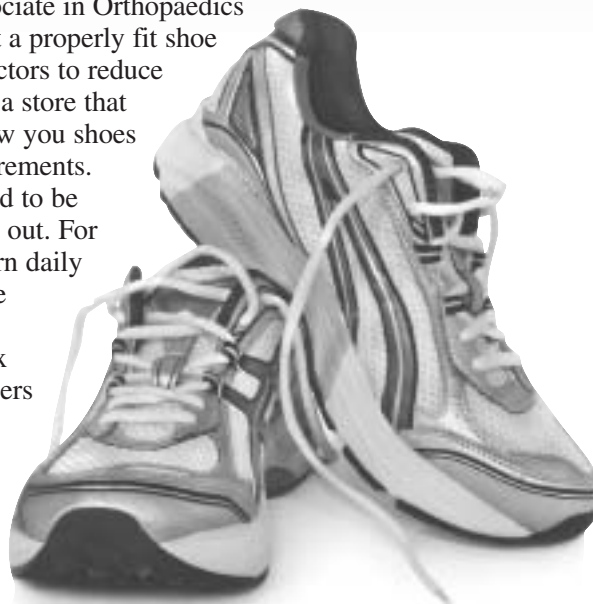 ociate in Orthopaedics
t a properly fit shoe
ctors to reduce
a store that
w you shoes
rements.
d to be
out. For
rn daily
e
x
ers